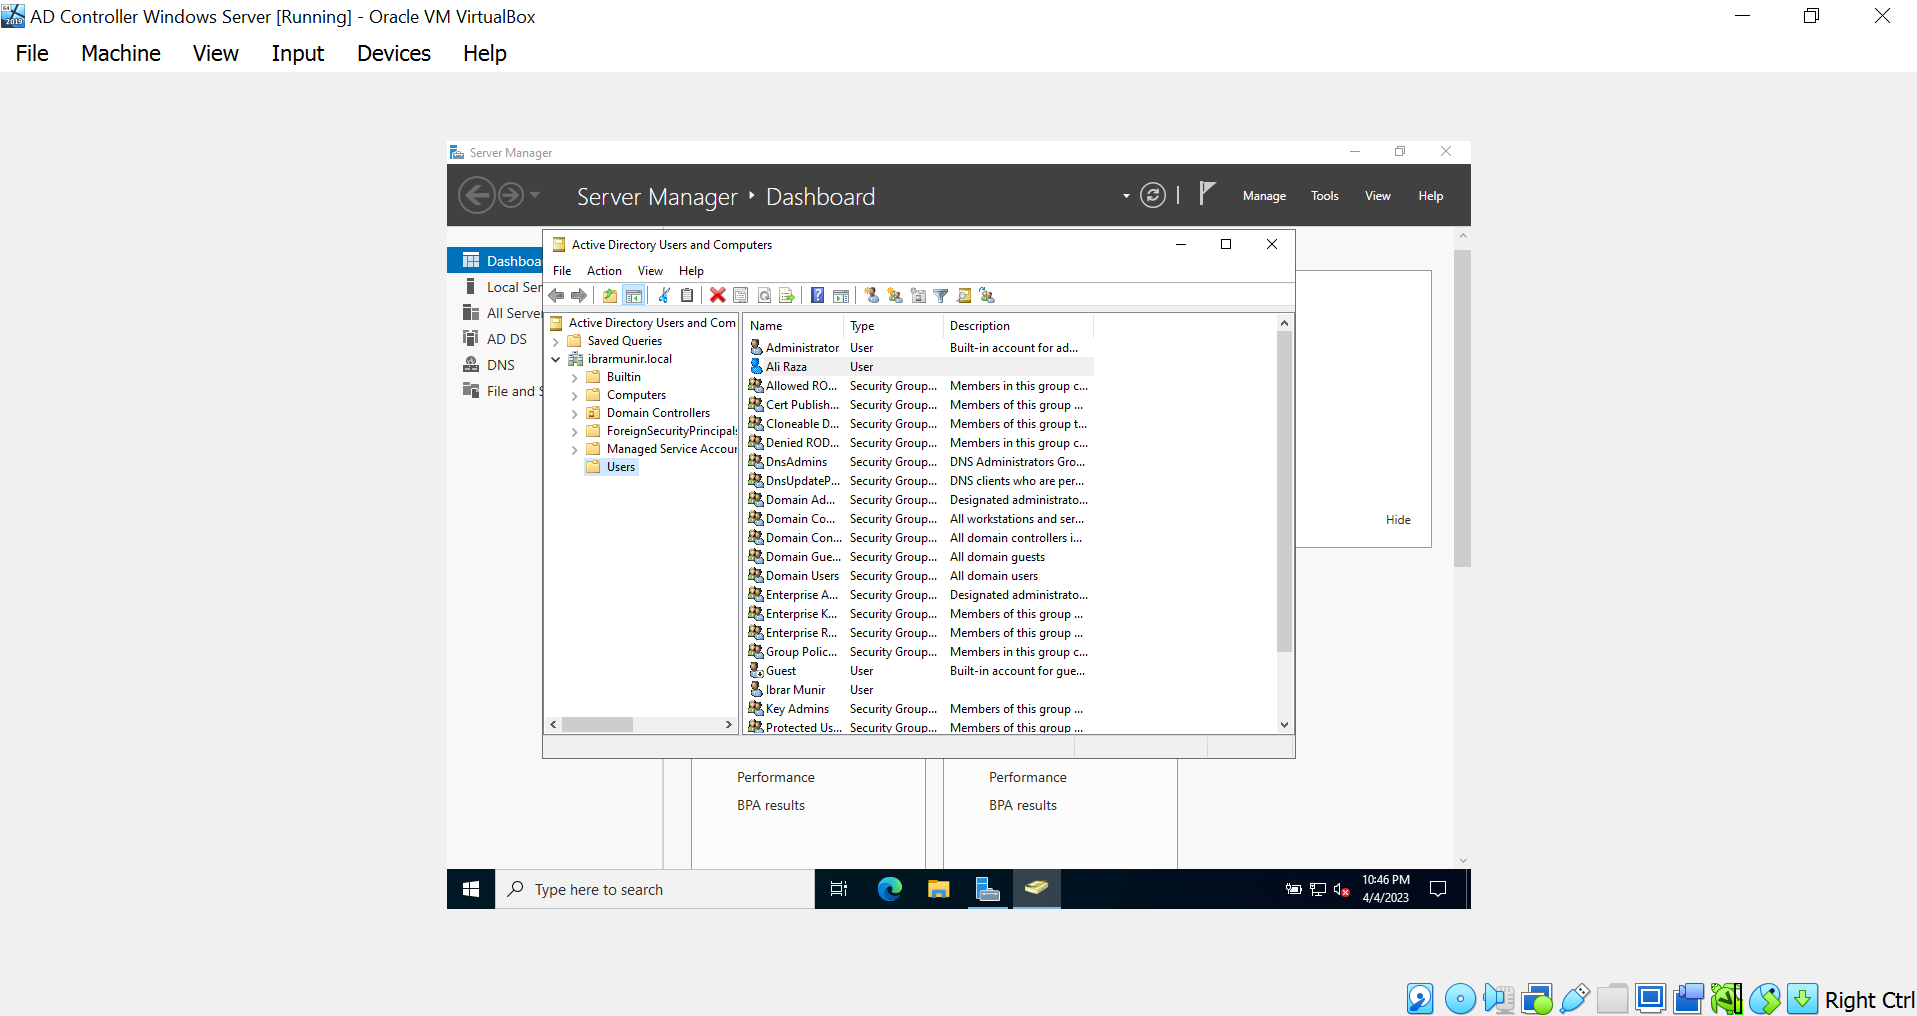 AD Controller Windows Server [Running] - Oracle VM VirtualBox
File Machine View Input Devices Help
Server Manager
Server Manager Dashboard
Manage Tools View Help
Active Directory Users and Computers
File Action View Help
Dashboa
Local Ser
All Server
AD DS
DNS
File and S
Active Directory Users and Com
Saved Queries
ibrarmunir.local
Builtin
Computers
Domain Controllers
ForeignSecurityPrincipals
Managed Service Accour
Users
Name Type Description
Administrator User Built-in account for ad...
Ali Raza User
Allowed RO... Security Group... Members in this group c...
Cert Publish... Security Group... Members of this group ...
Cloneable D... Security Group... Members of this group t...
Denied ROD... Security Group... Members in this group c...
DnsAdmins Security Group... DNS Administrators Gro...
DnsUpdateP... Security Group... DNS clients who are per...
Domain Ad... Security Group... Designated administrato...
Domain Co... Security Group... All workstations and ser...
Domain Con... Security Group... All domain controllers i...
Domain Gue... Security Group... All domain guests
Domain Users Security Group... All domain users
Enterprise A... Security Group... Designated administrato...
Enterprise K... Security Group... Members of this group ...
Enterprise R... Security Group... Members of this group ...
Group Polic... Security Group... Members in this group c...
Guest User Built-in account for gue...
Ibrar Munir User
Key Admins Security Group... Members of this group ...
Protected Us... Security Group... Members of this group ...
Hide
Performance Performance
BPA results BPA results
Type here to search
10:46 PM
4/4/2023
Right Ctrl